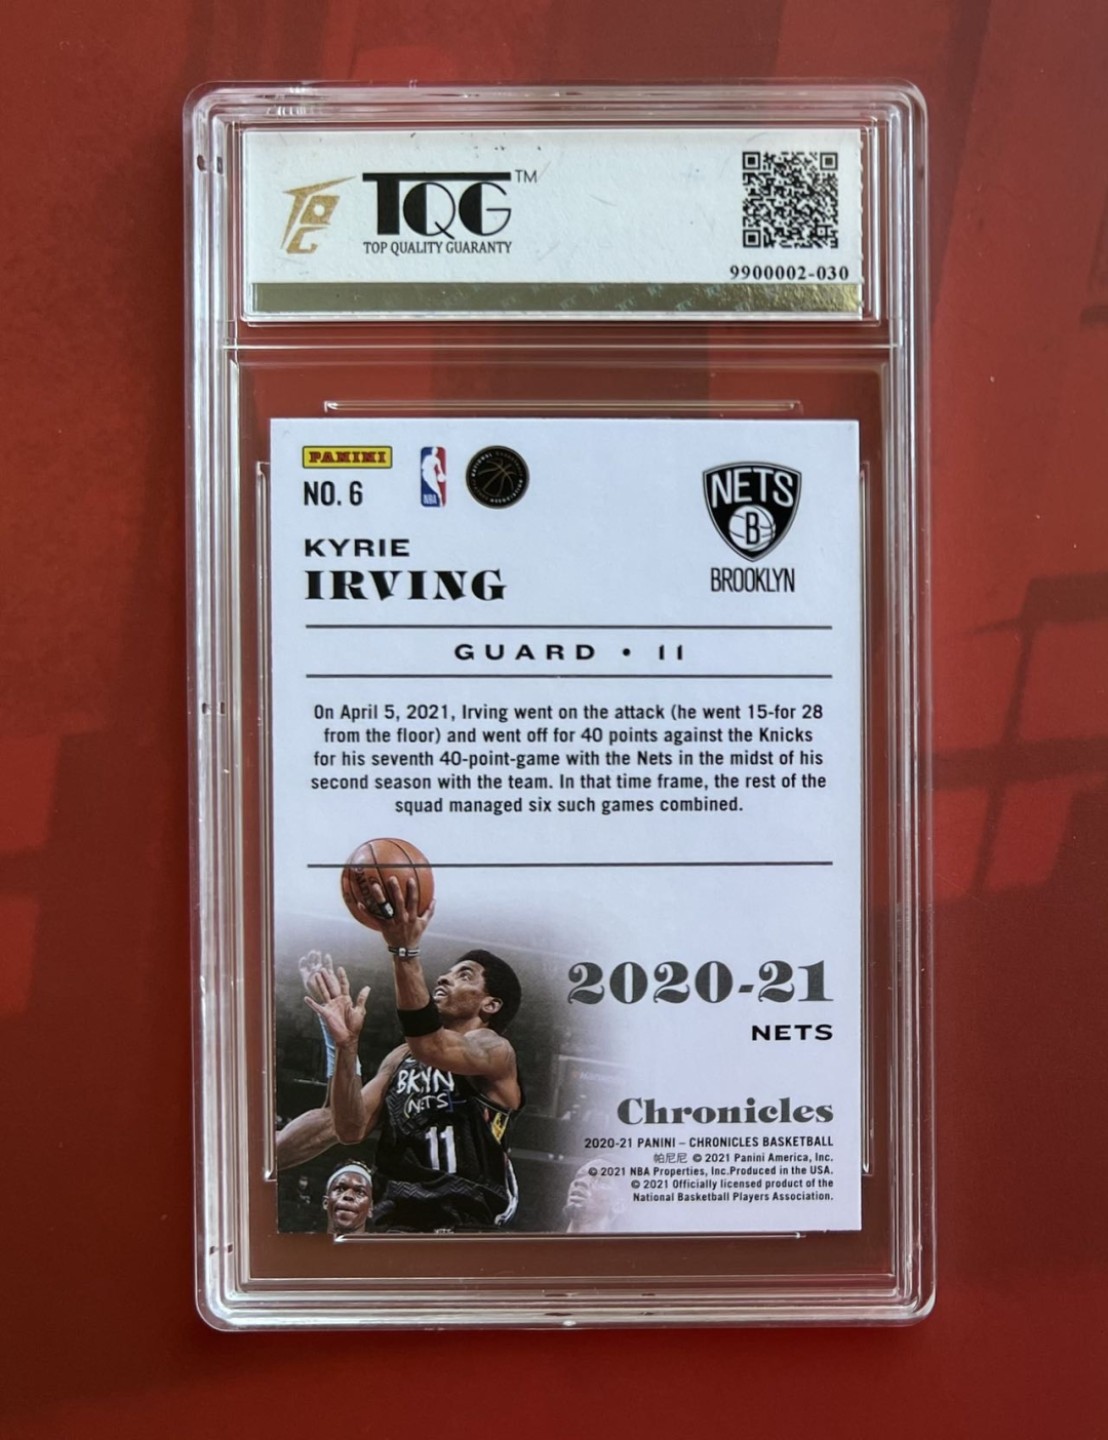 TQG
TQG™
TOP QUALITY GUARANTY
9900002-030
PANINI
NO. 6
NBA
KYRIE
IRVING
NETS
B
BROOKLYN
GUARD • 11
On April 5, 2021, Irving went on the attack (he went 15-for 28
from the floor) and went off for 40 points against the Knicks
for his seventh 40-point-game with the Nets in the midst of his
second season with the team. In that time frame, the rest of the
squad managed six such games combined.
2020-21
NETS
BKYN
NETS
11
Chronicles
2020-21 PANINI – CHRONICLES BASKETBALL
帕尼尼 © 2021 Panini America, Inc.
© 2021 NBA Properties, Inc.Produced in the USA.
© 2021 Officially licensed product of the
National Basketball Players Association.